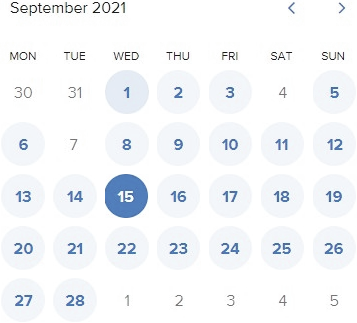 September 2021
MON TUE WED THU FRI SAT SUN
30 31 1 2 3 4 5
6 7 8 9 10 11 12
13 14 15 16 17 18 19
20 21 22 23 24 25 26
27 28 1 2 3 4 5